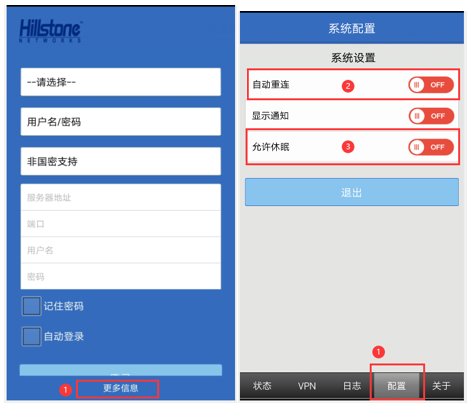 Hillstone
NETWORKS
--请选择--
用户名/密码
非国密支持
服务器地址
端口
用户名
密码
记住密码
自动登录
1
更多信息
系统配置
系统设置
自动重连
2
OFF
显示通知
OFF
允许休眠
3
OFF
退出
1
状态
VPN
日志
配置
关于